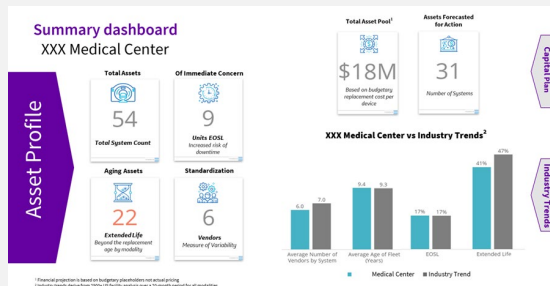 Summary dashboard
XXX Medical Center
Asset Profile
Total Assets
54
Total System Count
Of Immediate Concern
9
Units EOSL
Increased risk of
downtime
Aging Assets
22
Extended Life
Beyond the replacement
age by modality
Standardization
6
Vendors
Measure of Variability
Total Asset Pool¹
$18M
Based on budgetary
replacement cost per
device
Assets Forecasted
for Action
31
Number of Systems
Capital Plan
XXX Medical Center vs Industry Trends²
6.0
7.0
9.4
9.3
17%
17%
41%
47%
Average Number of
Vendors by System
Average Age of Fleet
(Years)
EOSL
Extended Life
Medical Center
Industry Trend
Industry Trends
¹ Financial projection is based on budgetary placeholders not actual pricing